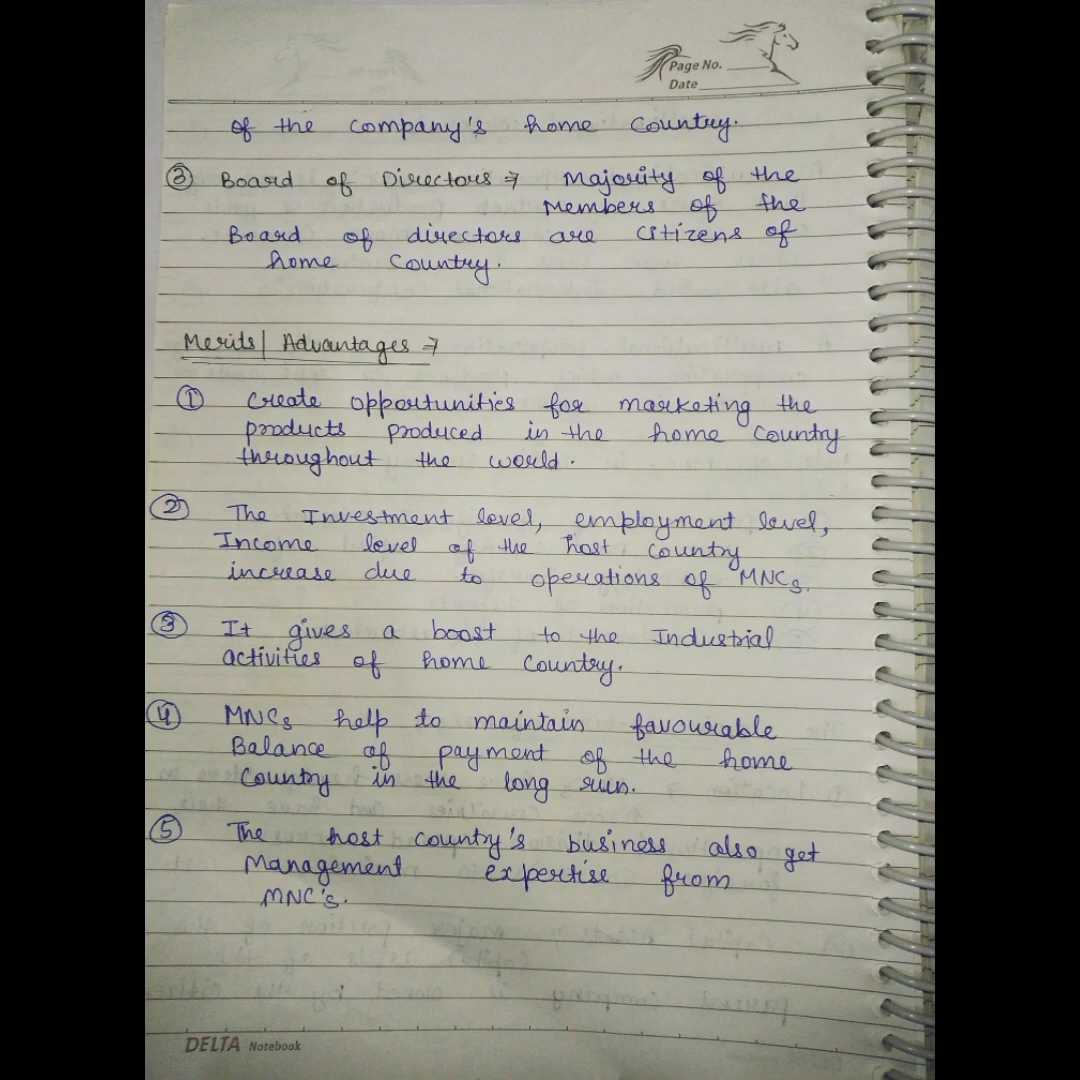 Page No.
Date
of the company's home country.
③ Board of Directors → Majority of the
Members of the
Board of directors are citizens of
home country.
Merits/Advantages →
① Create opportunities for marketing the
products produced in the home country
throughout the world.
② The Investment level, employment level,
Income level of the host country
increase due to operations of MNCs.
③ It gives a boost to the Industrial
activities of home country.
④ MNCs help to maintain favourable
Balance of payment of the home
country in the long run.
⑤ The host country's business also get
Management expertise from
MNC's.
DELTA Notebook